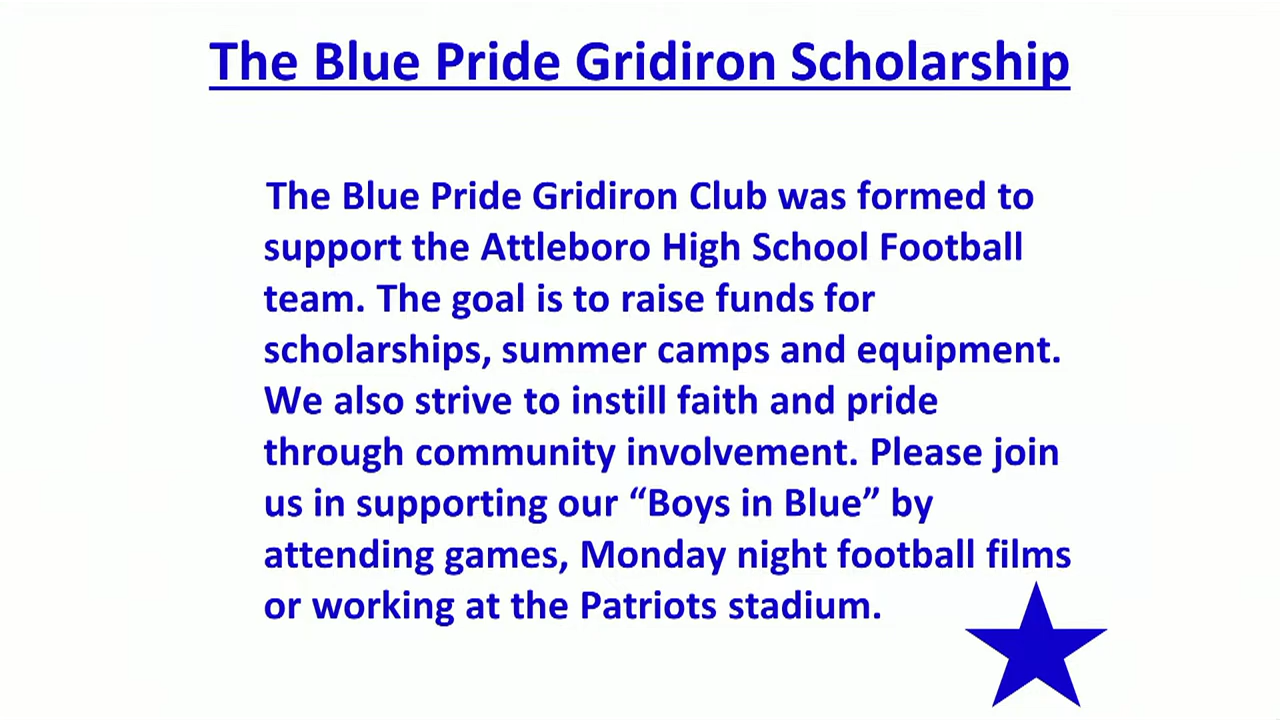 The Blue Pride Gridiron Scholarship
The Blue Pride Gridiron Club was formed to
support the Attleboro High School Football
team. The goal is to raise funds for
scholarships, summer camps and equipment.
We also strive to instill faith and pride
through community involvement. Please join
us in supporting our “Boys in Blue” by
attending games, Monday night football films
or working at the Patriots stadium.